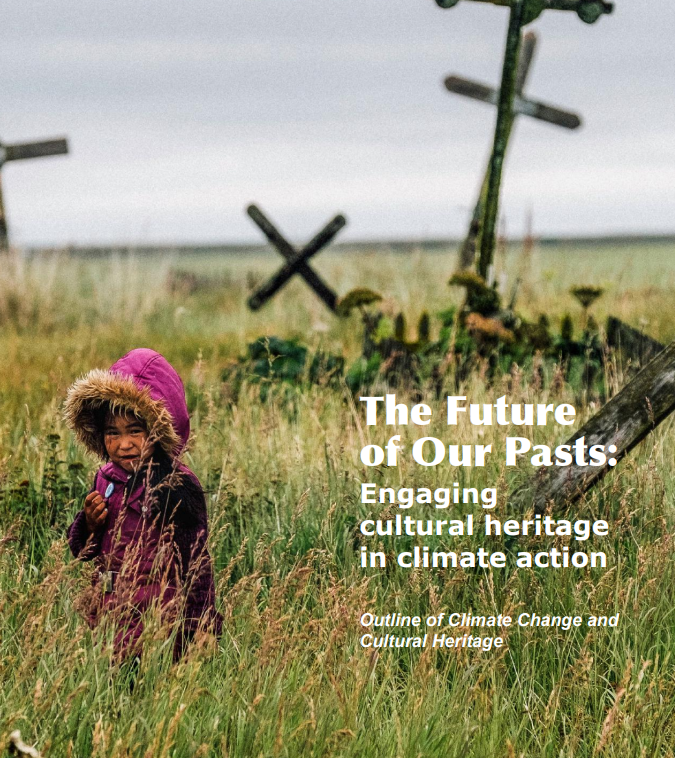 The Future
of Our Pasts:
Engaging
cultural heritage
in climate action
Outline of Climate Change and
Cultural Heritage